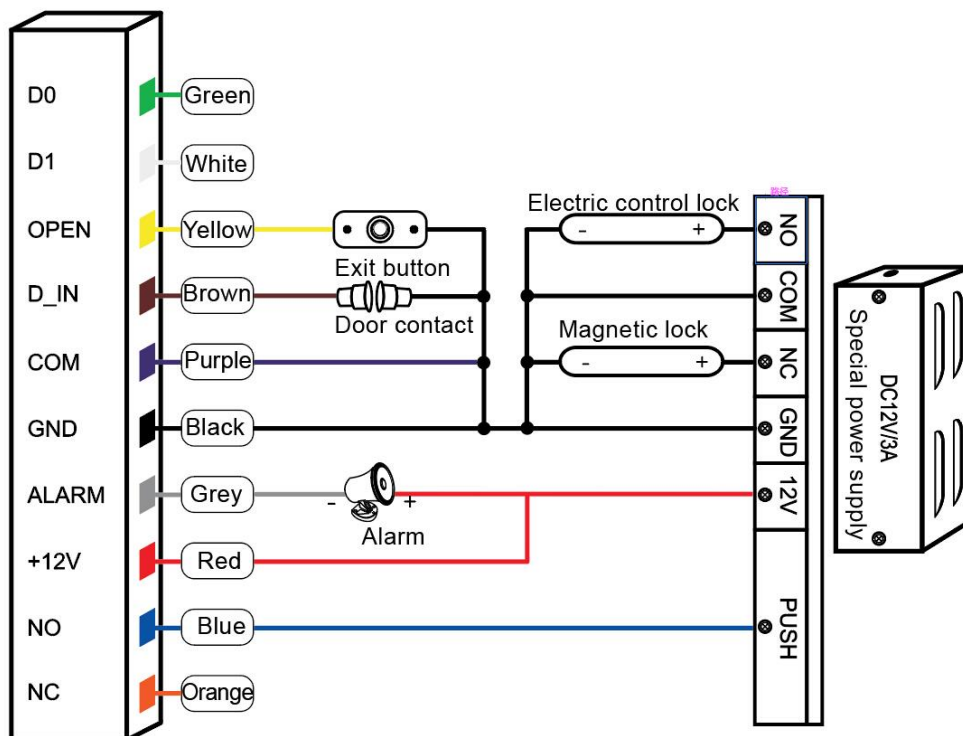 D0
Green
D1
White
OPEN
Yellow
Exit button
D_IN
Brown
Door contact
COM
Purple
GND
Black
ALARM
Grey
-
+
Alarm
+12V
Red
NO
Blue
NC
Orange
Electric control lock
-
+
Magnetic lock
-
+
路径
NO
COM
NC
GND
12V
PUSH
DC12V/3A
Special power supply